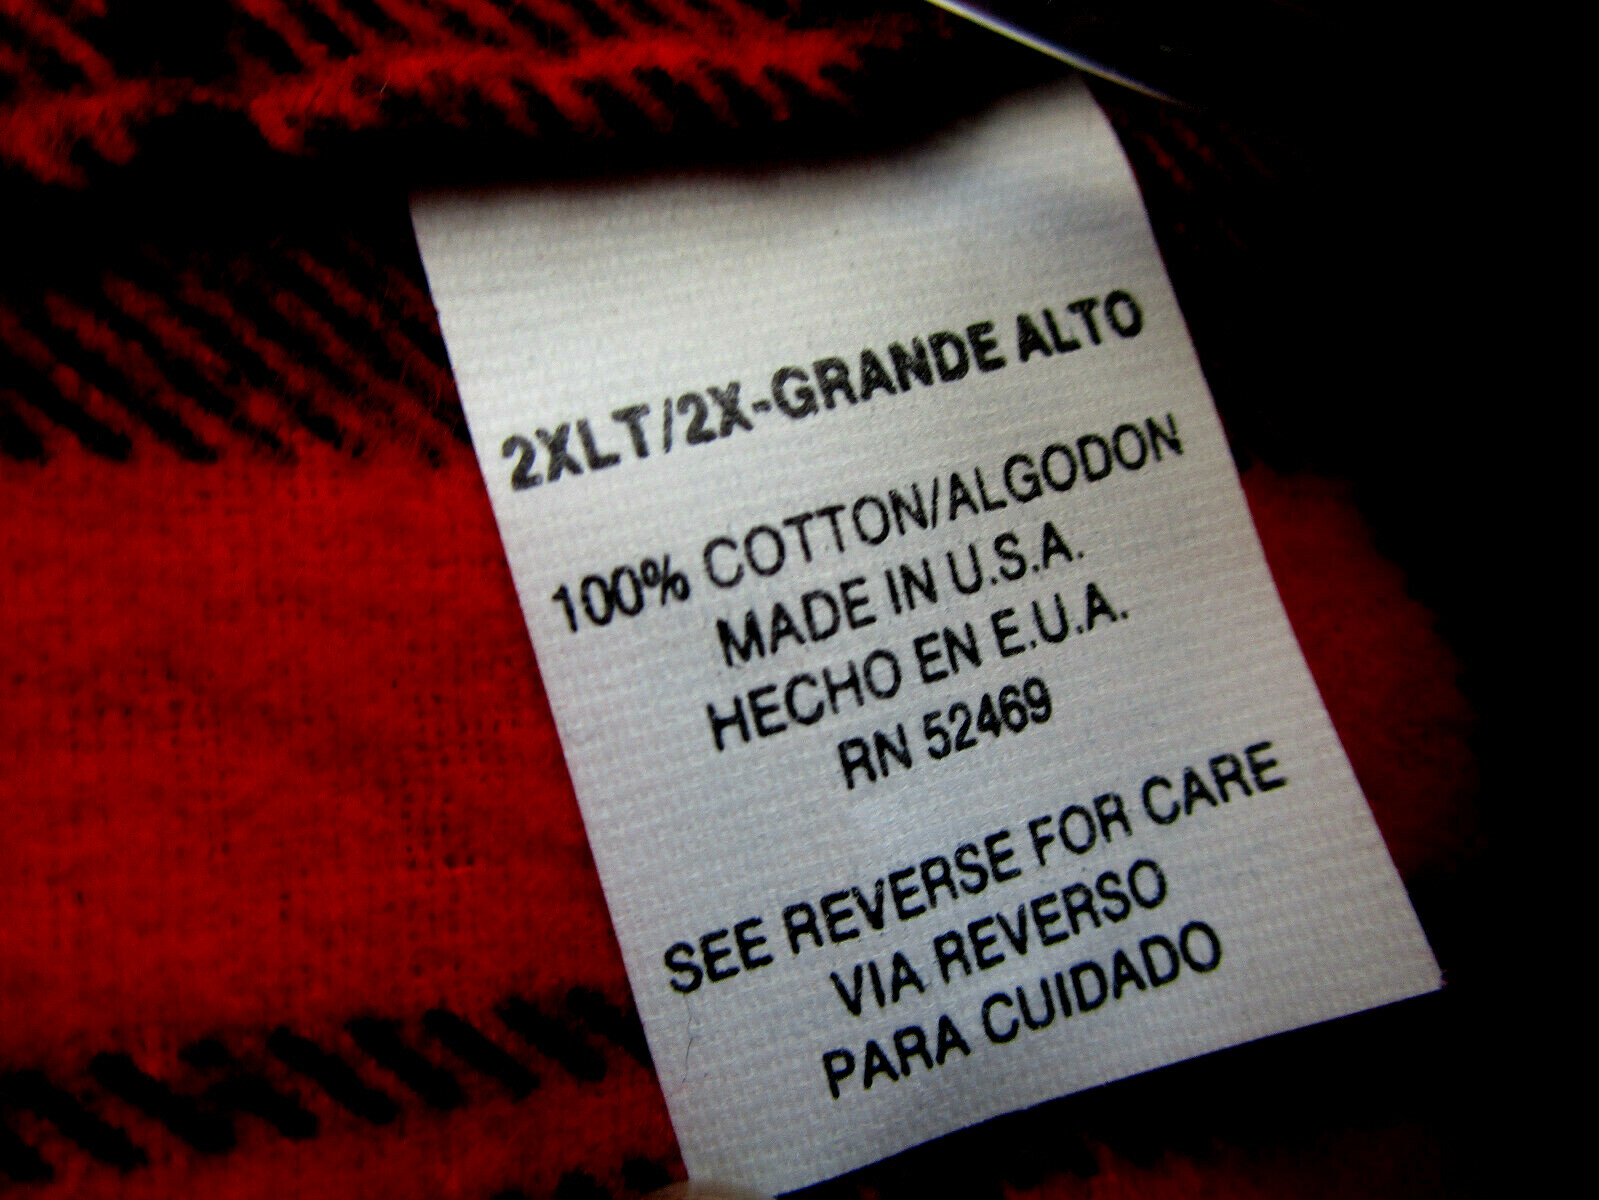 2XLT/2X-GRANDE ALTO
100% COTTON/ALGODON
MADE IN U.S.A.
HECHO EN E.U.A.
RN 52469
SEE REVERSE FOR CARE
VIA REVERSO
PARA CUIDADO